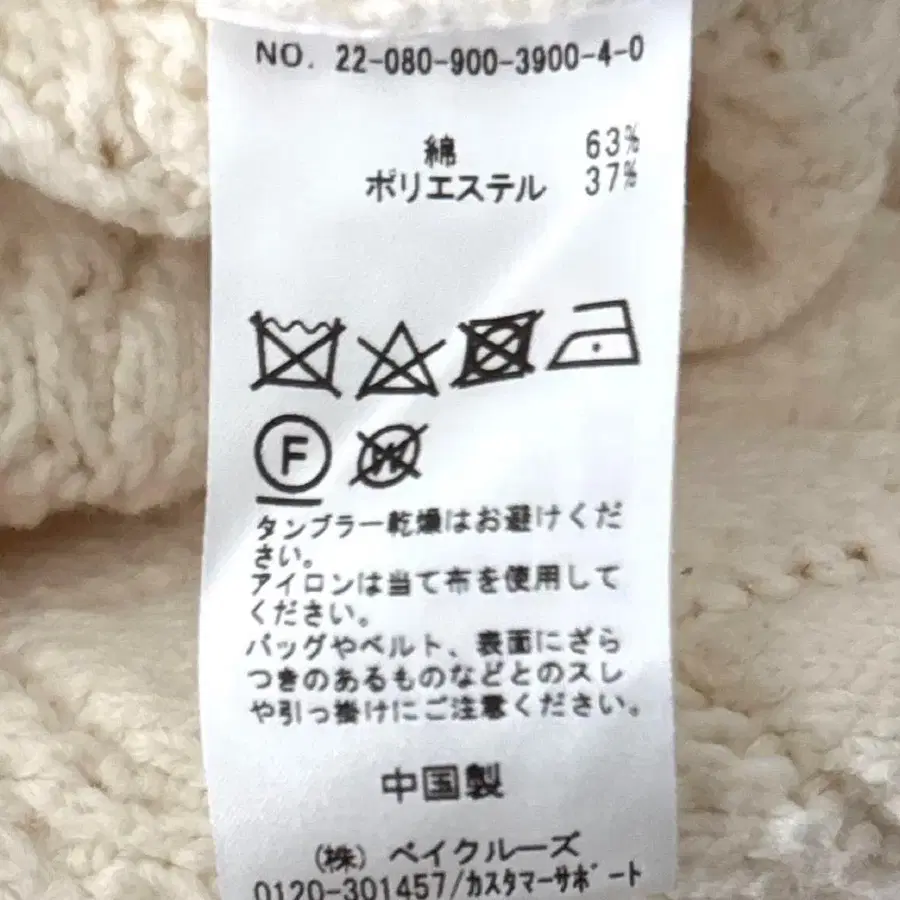 NO. 22-080-900-3900-4-0
綿 63%
ポリエステル 37%
F W
タンブラー乾燥はお避けくだ
さい。
アイロンは当て布を使用して
ください。
バッグやベルト、表面にざら
つきのあるものなどとのスレ
や引っ掛けにご注意ください。
中国製
(株) ベイクルーズ
0120-301457/カスタマーサポート